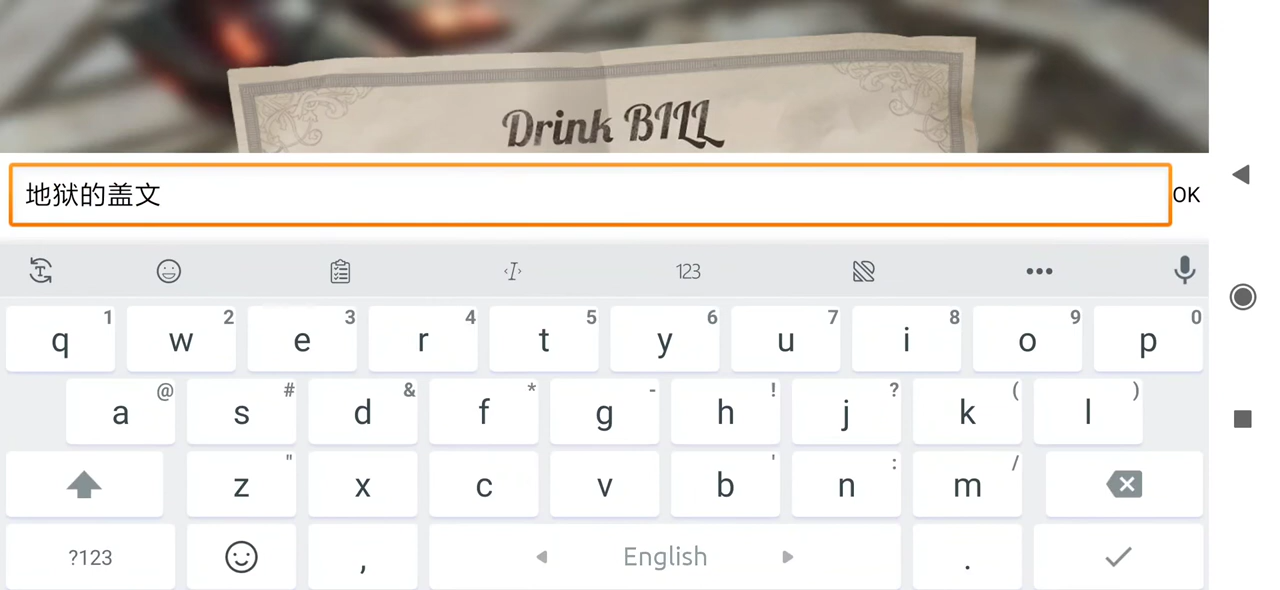 Drink BILL
地狱的盖文
OK
123
1 2 3 4 5 6 7 8 9 0
q w e r t y u i o p
@ # & * - ! ? ( )
a s d f g h j k l
" ' : /
z x c v b n m
?123 , English .